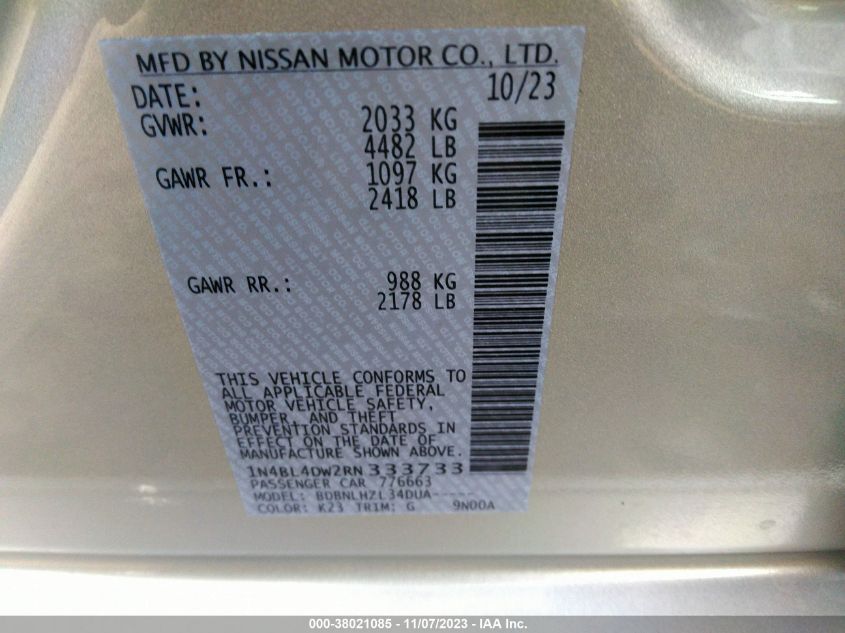 MFD BY NISSAN MOTOR CO., LTD.
DATE: 10/23
GVWR: 2033 KG
4482 LB
GAWR FR.: 1097 KG
2418 LB
GAWR RR.: 988 KG
2178 LB
THIS VEHICLE CONFORMS TO
ALL APPLICABLE FEDERAL
MOTOR VEHICLE SAFETY,
BUMPER, AND THEFT
PREVENTION STANDARDS IN
EFFECT ON THE DATE OF
MANUFACTURE SHOWN ABOVE.
1N4BL4DW2RN333733
PASSENGER CAR 776663
MODEL: BDBNLHZL34DUA-----
COLOR: K23 TRIM: G 9N00A
000-38021085 - 11/07/2023 - IAA Inc.